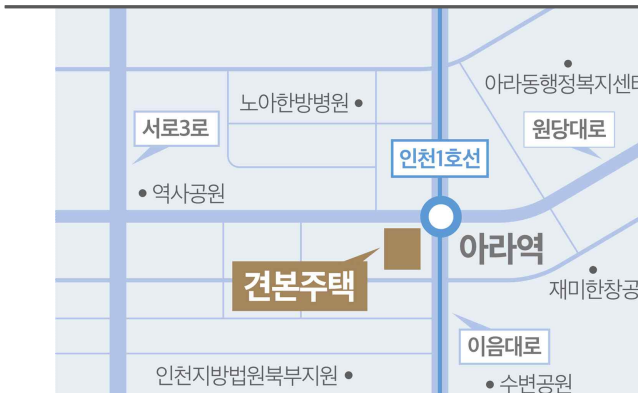 아라동행정복지센터
노아한방병원
서로3로
원당대로
인천1호선
역사공원
아라역
견본주택
재미한창공
이음대로
인천지방법원북부지원
수변공원